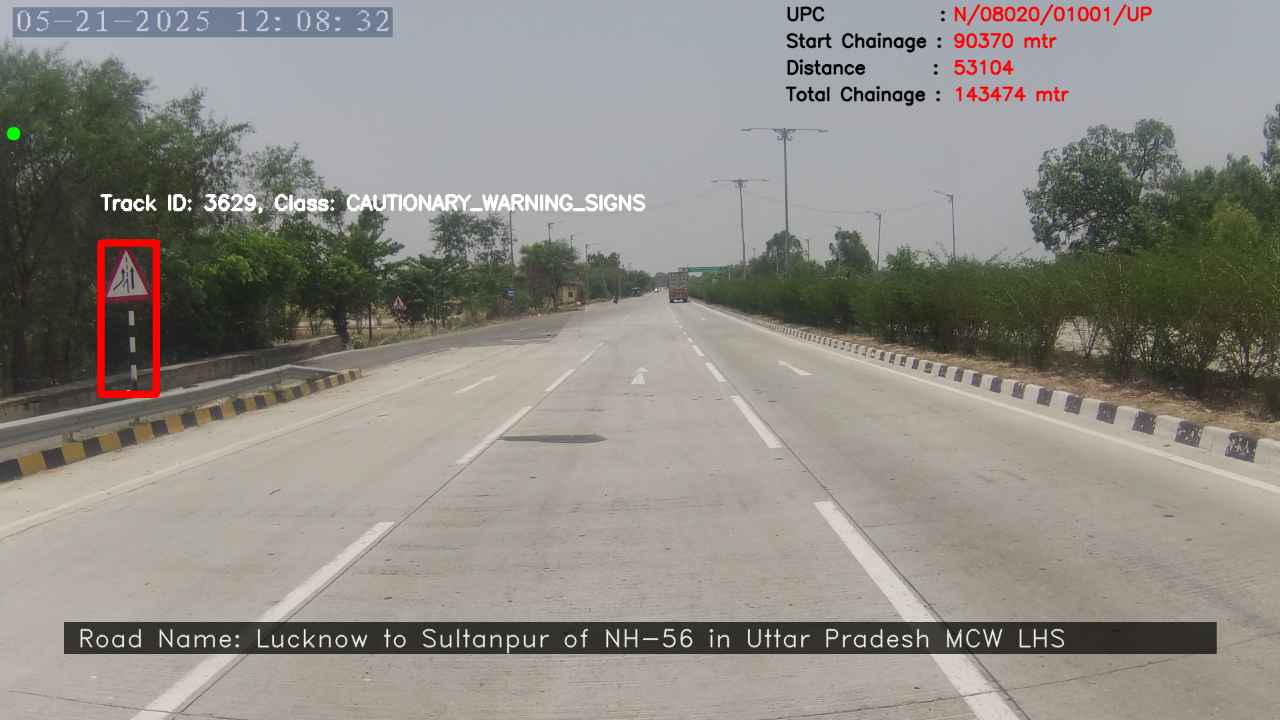 05-21-2025 12:08:32
UPC : N/08020/01001/UP
Start Chainage : 90370 mtr
Distance : 53104
Total Chainage : 143474 mtr
Track ID: 3629, Class: CAUTIONARY_WARNING_SIGNS
Road Name: Lucknow to Sultanpur of NH-56 in Uttar Pradesh MCW LHS